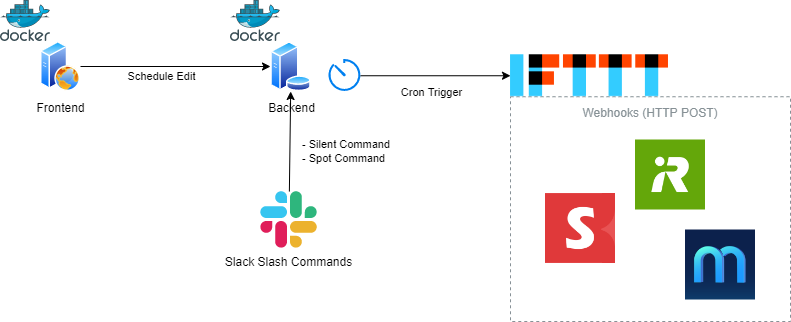 docker
docker
IFTTT
Schedule Edit
Cron Trigger
Frontend
Backend
Webhooks (HTTP POST)
- Silent Command
- Spot Command
iR
S
m
Slack Slash Commands